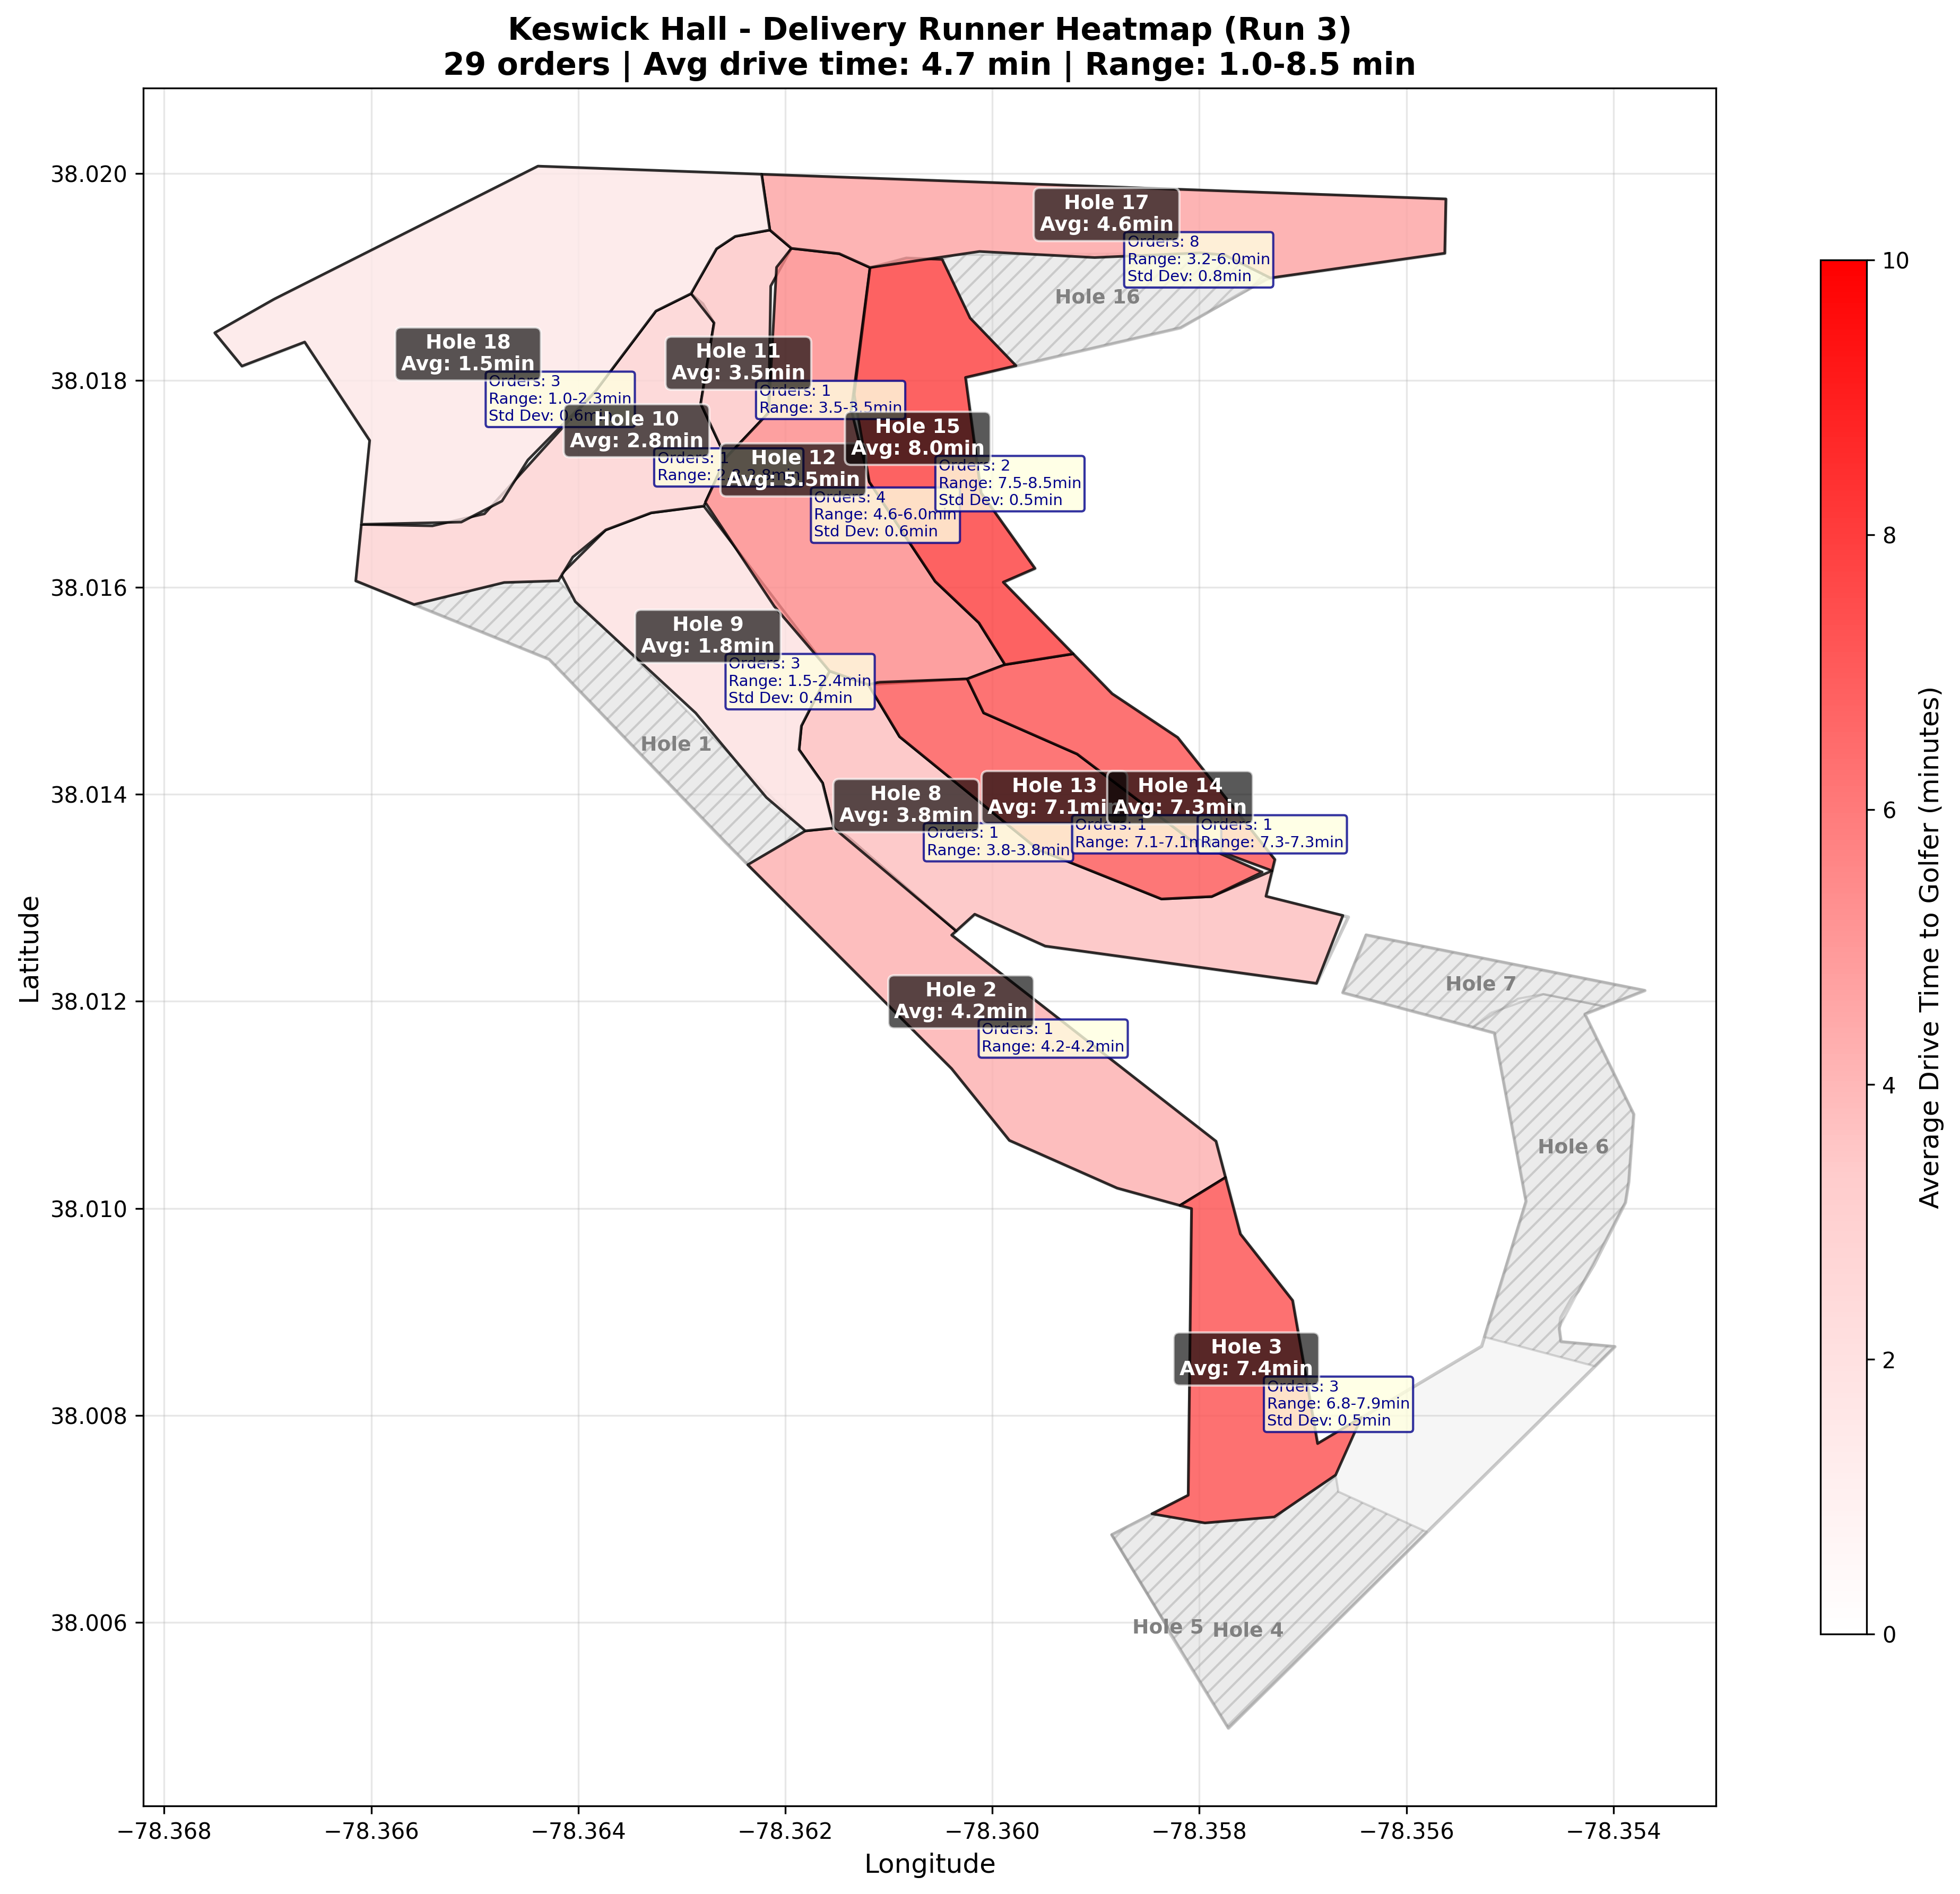 Keswick Hall - Delivery Runner Heatmap (Run 3)
29 orders | Avg drive time: 4.7 min | Range: 1.0-8.5 min
38.020
38.018
38.016
38.014
38.012
38.010
38.008
38.006
Latitude
Hole 17
Avg: 4.6min
Orders: 8
Range: 3.2-6.0min
Std Dev: 0.8min
Hole 16
Hole 18
Avg: 1.5min
Orders: 3
Range: 1.0-2.3min
Std Dev: 0.6min
Hole 11
Avg: 3.5min
Orders: 1
Range: 3.5-3.5min
Hole 10
Avg: 2.8min
Orders: 1
Range:
Hole 15
Avg: 8.0min
Orders: 2
Range: 7.5-8.5min
Std Dev: 0.5min
Hole 12
Avg: 5.5min
Orders: 4
Range: 4.6-6.0min
Std Dev: 0.6min
Hole 9
Avg: 1.8min
Orders: 3
Range: 1.5-2.4min
Std Dev: 0.4min
Hole 1
Hole 8
Avg: 3.8min
Orders: 1
Range: 3.8-3.8min
Hole 13
Avg: 7.1min
Orders: 1
Range: 7.1-7.1m
Hole 14
Avg: 7.3min
Orders: 1
Range: 7.3-7.3min
Hole 7
Hole 2
Avg: 4.2min
Orders: 1
Range: 4.2-4.2min
Hole 6
Hole 3
Avg: 7.4min
Orders: 3
Range: 6.8-7.9min
Std Dev: 0.5min
Hole 5
Hole 4
−78.368
−78.366
−78.364
−78.362
−78.360
−78.358
−78.356
−78.354
Longitude
10
8
6
4
2
0
Average Drive Time to Golfer (minutes)